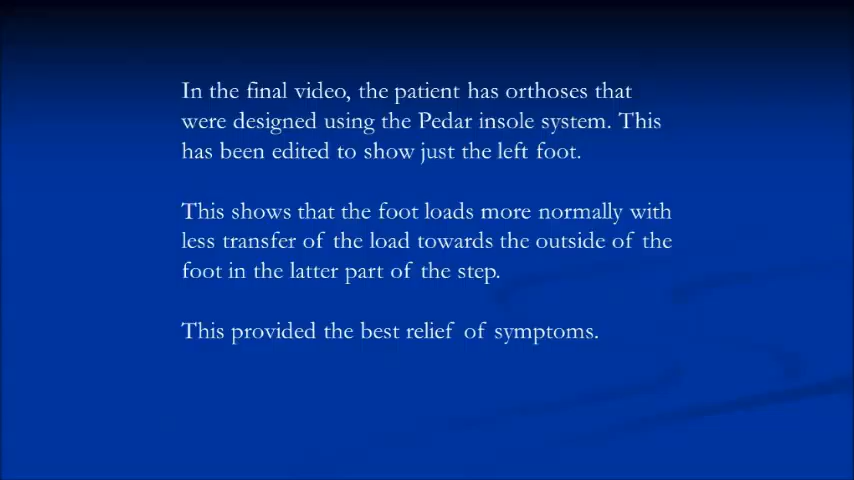 In the final video, the patient has orthoses that
were designed using the Pedar insole system. This
has been edited to show just the left foot.
This shows that the foot loads more normally with
less transfer of the load towards the outside of the
foot in the latter part of the step.
This provided the best relief of symptoms.